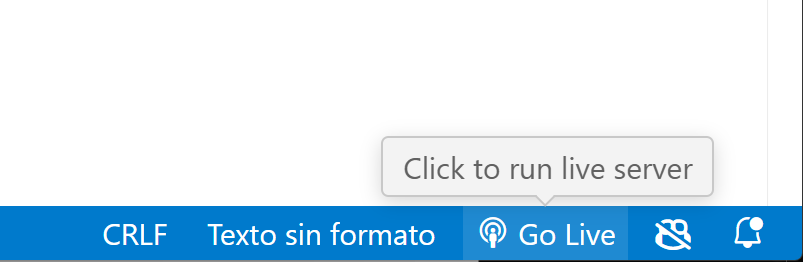 Click to run live server
CRLF Texto sin formato Go Live